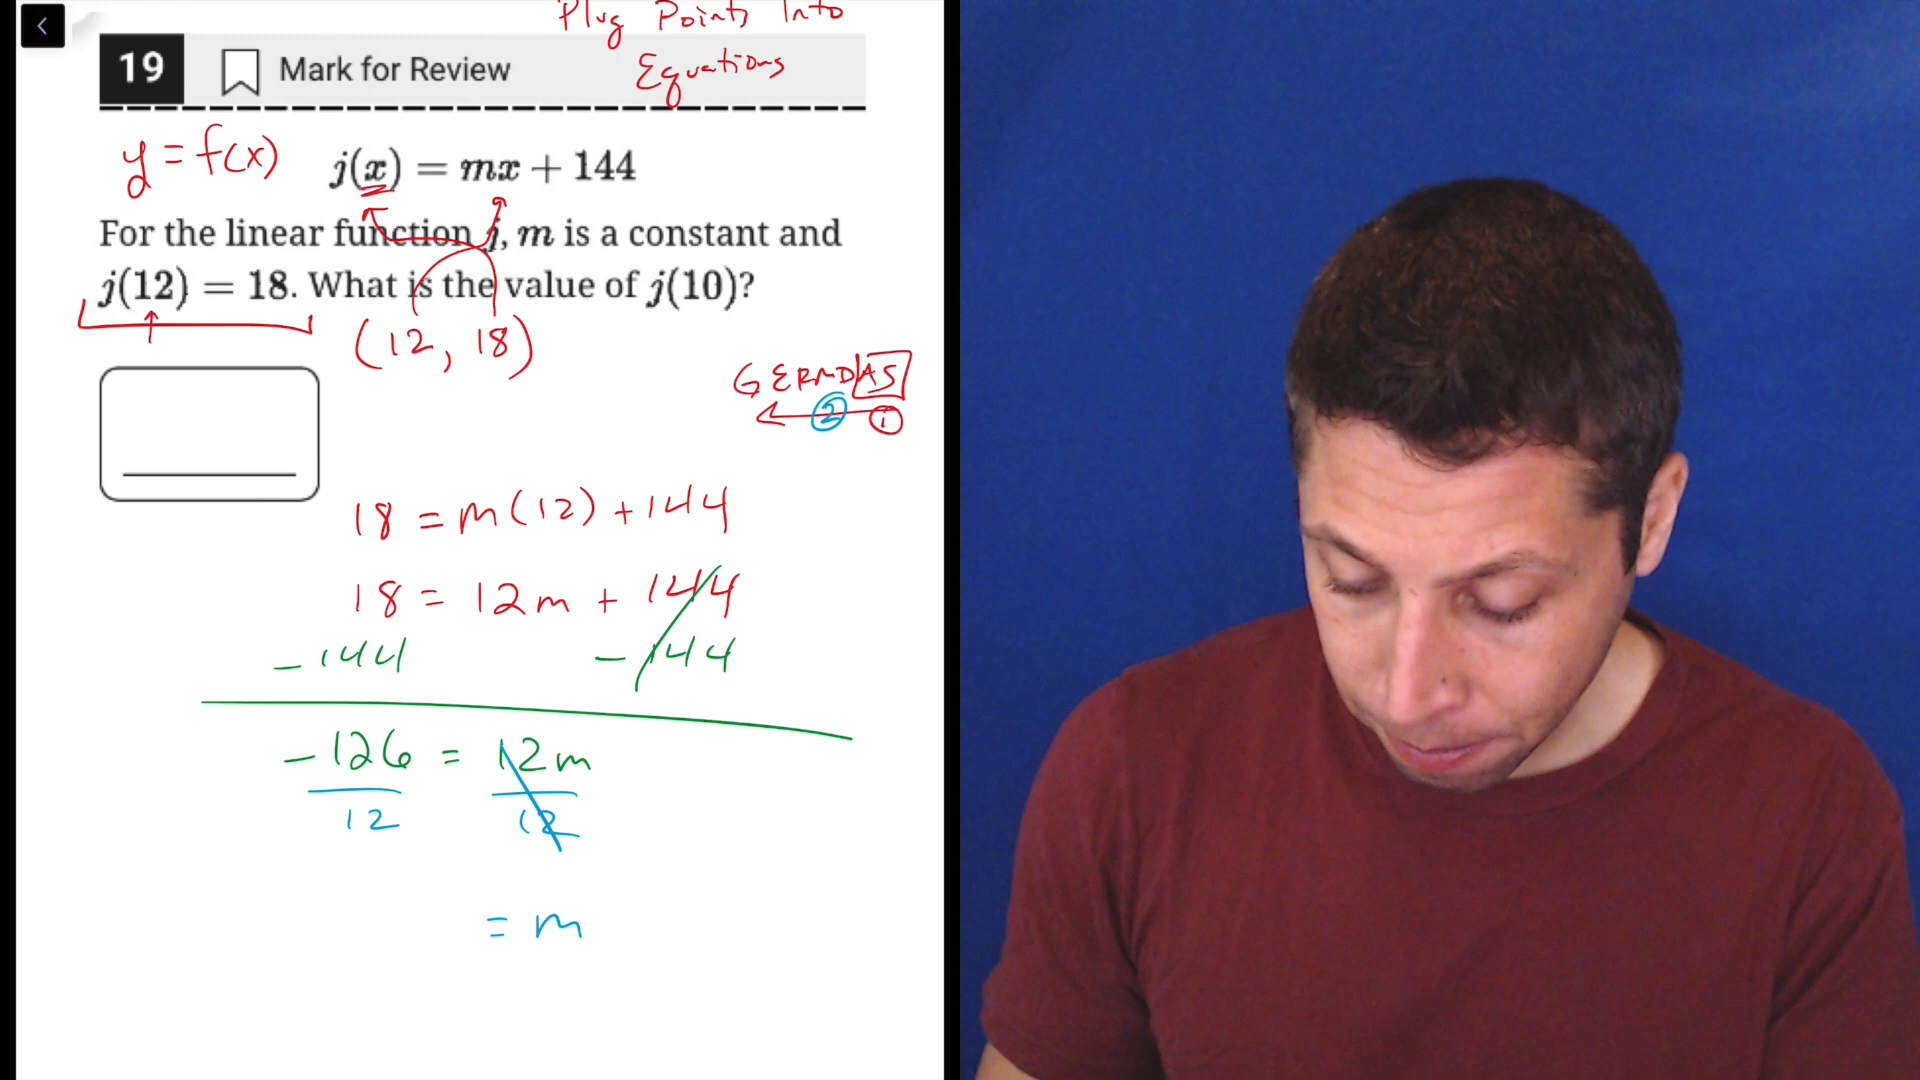 Plug Points Into
Equations
19 Mark for Review
y = f(x)
j(x) = mx + 144
For the linear function j, m is a constant and
j(12) = 18. What is the value of j(10)?
(12, 18)
GERMDAS
2 1
18 = m(12) + 144
18 = 12m + 144
- 144 - 144
- 126 = 12m
12 12
= m